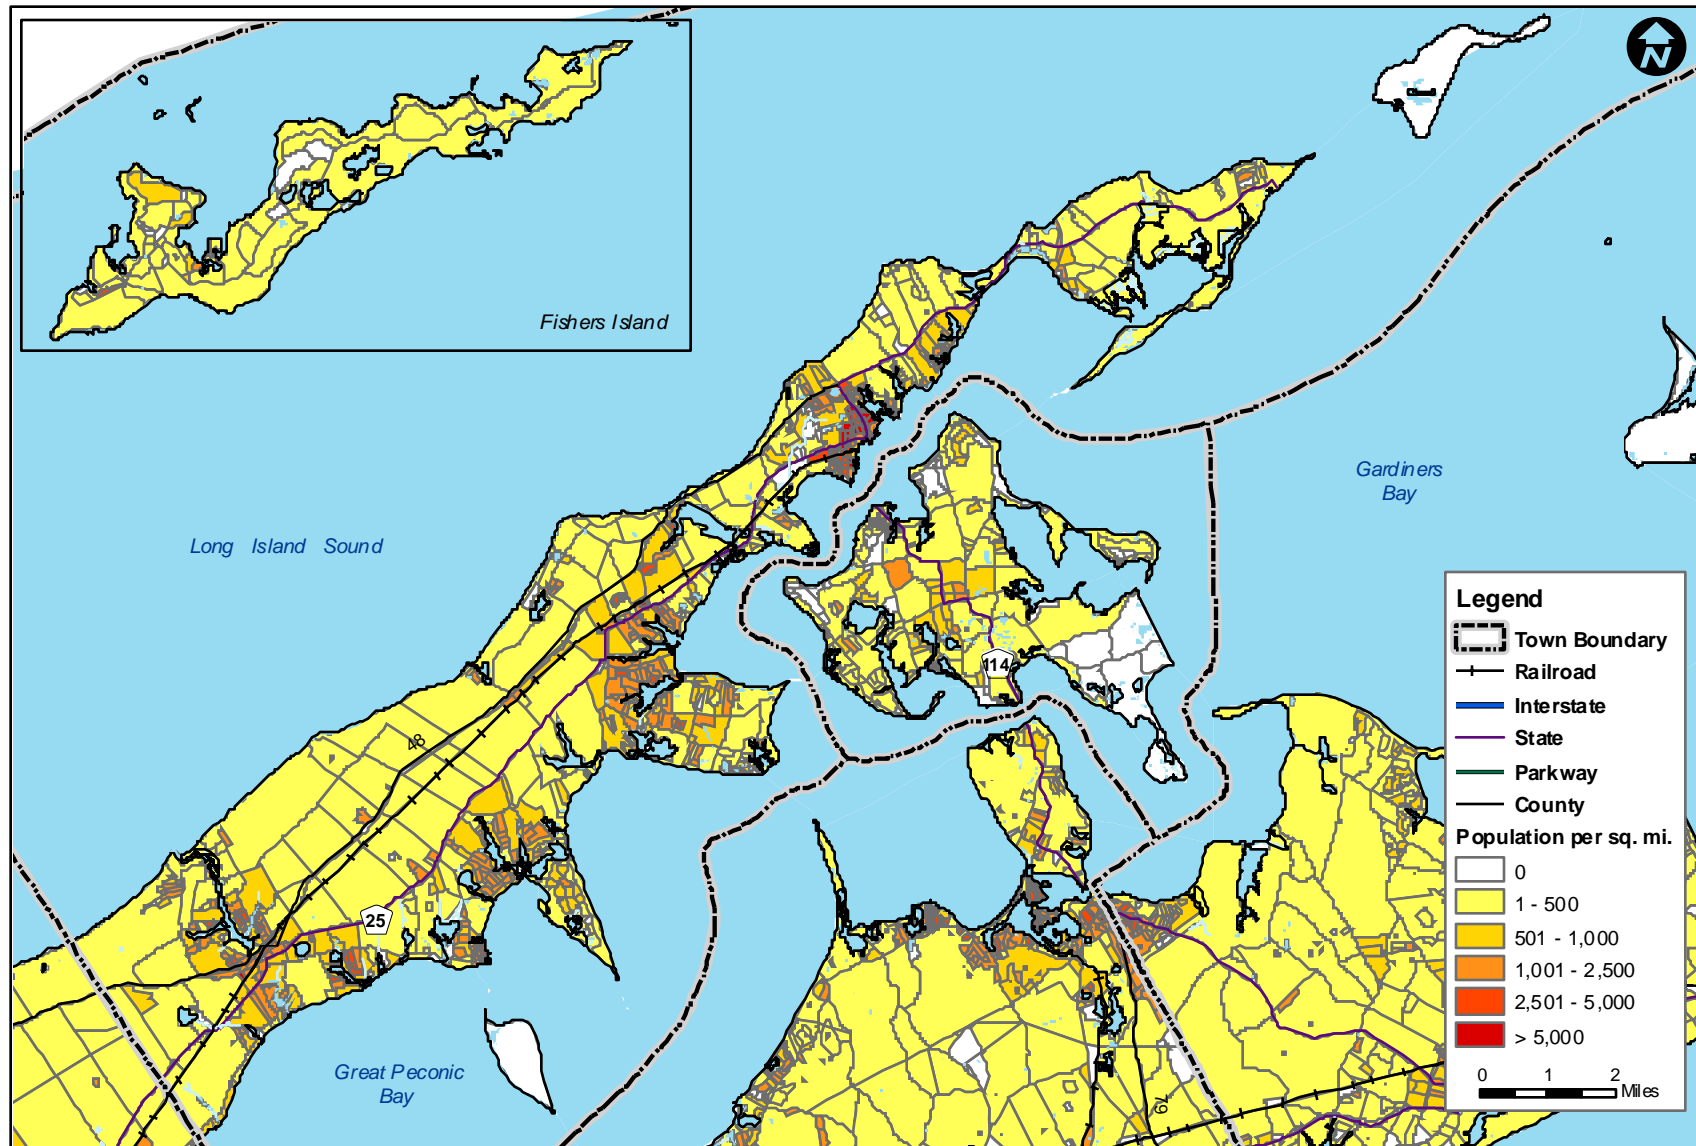 N
Fishers Island
Long Island Sound
Gardiners
Bay
114
48
25
Great Peconic
Bay
79
Legend
Town Boundary
Railroad
Interstate
State
Parkway
County
Population per sq. mi.
0
1 - 500
501 - 1,000
1,001 - 2,500
2,501 - 5,000
> 5,000
0 1 2
Miles